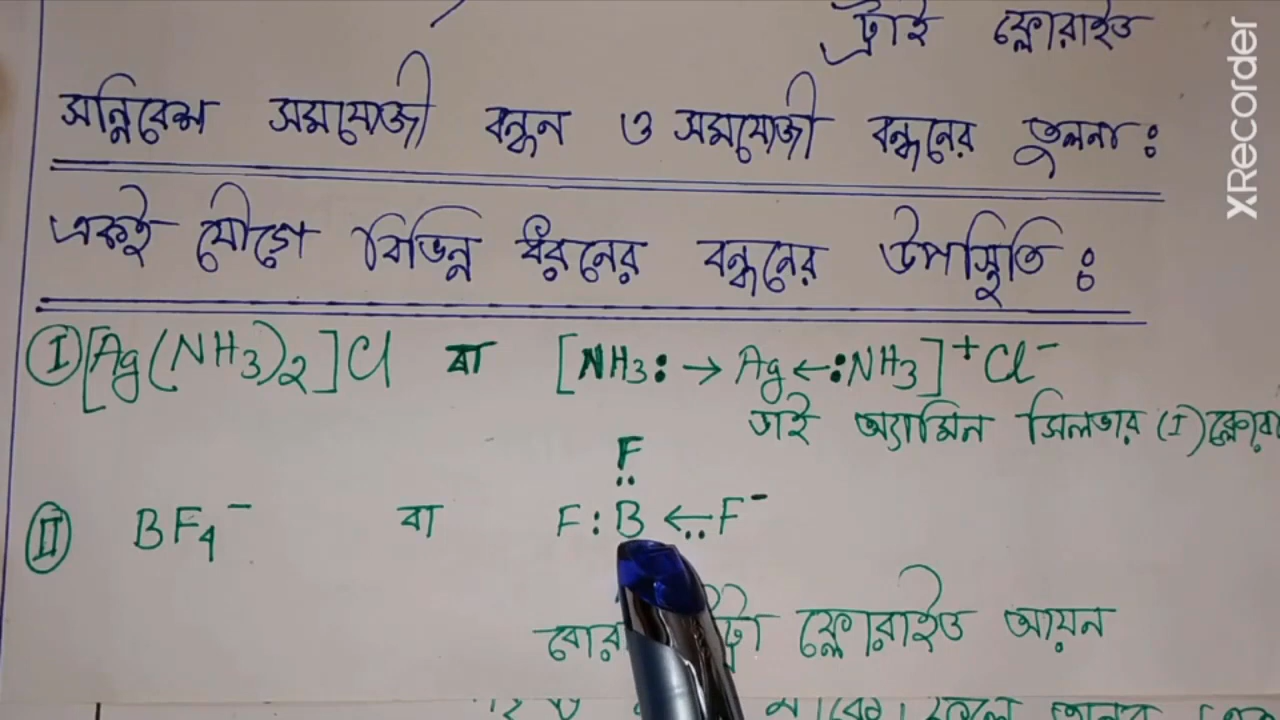 ট্রাই ফ্লোরাইড
XRecorder
সন্নিবেশ সমযোজী বন্ধন ও সমযোজী বন্ধনের তুলনা :
একই যৌগে বিভিন্ন ধরনের বন্ধনের উপস্থিতি :
(I) [Ag(NH3)2]Cl বা [NH3: → Ag ←:NH3]+ Cl-
ডাই অ্যামিন সিলভার (I) ক্লোরা
F
(II) BF4- বা F : B ← F-
ফ্লোরাইড আয়ন